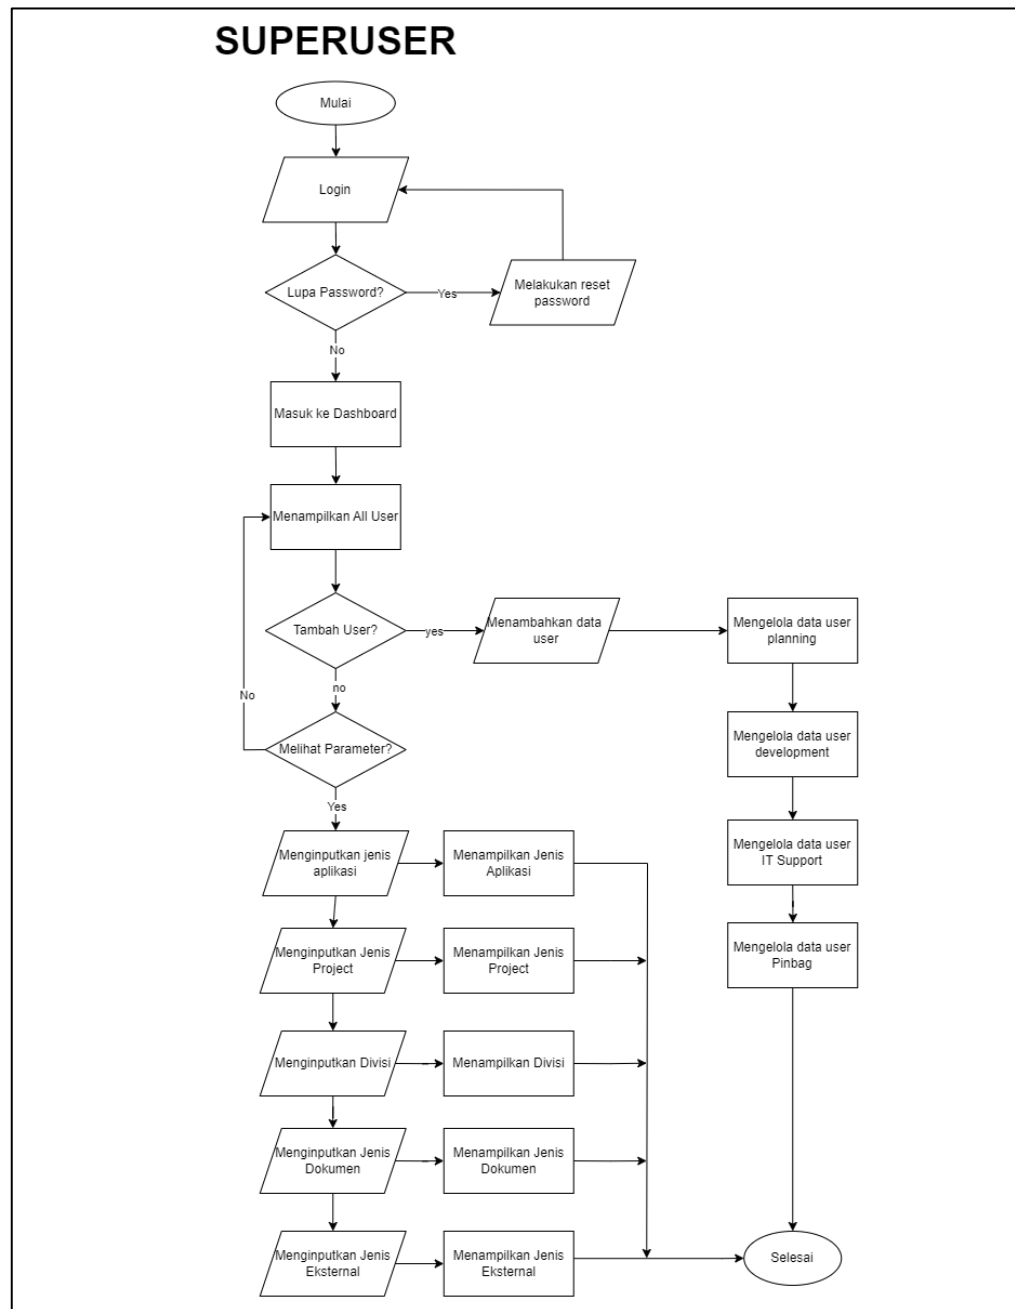 SUPERUSER
Mulai
Login
Lupa Password?
Yes
Melakukan reset
password
No
Masuk ke Dashboard
Menampilkan All User
Tambah User?
yes
Menambahkan data
user
Mengelola data user
planning
no
No
Melihat Parameter?
Mengelola data user
development
Yes
Menginputkan jenis
aplikasi
Menampilkan Jenis
Aplikasi
Mengelola data user
IT Support
Menginputkan Jenis
Project
Menampilkan Jenis
Project
Mengelola data user
Pinbag
Menginputkan Divisi
Menampilkan Divisi
Menginputkan Jenis
Dokumen
Menampilkan Jenis
Dokumen
Menginputkan Jenis
Eksternal
Menampilkan Jenis
Eksternal
Selesai